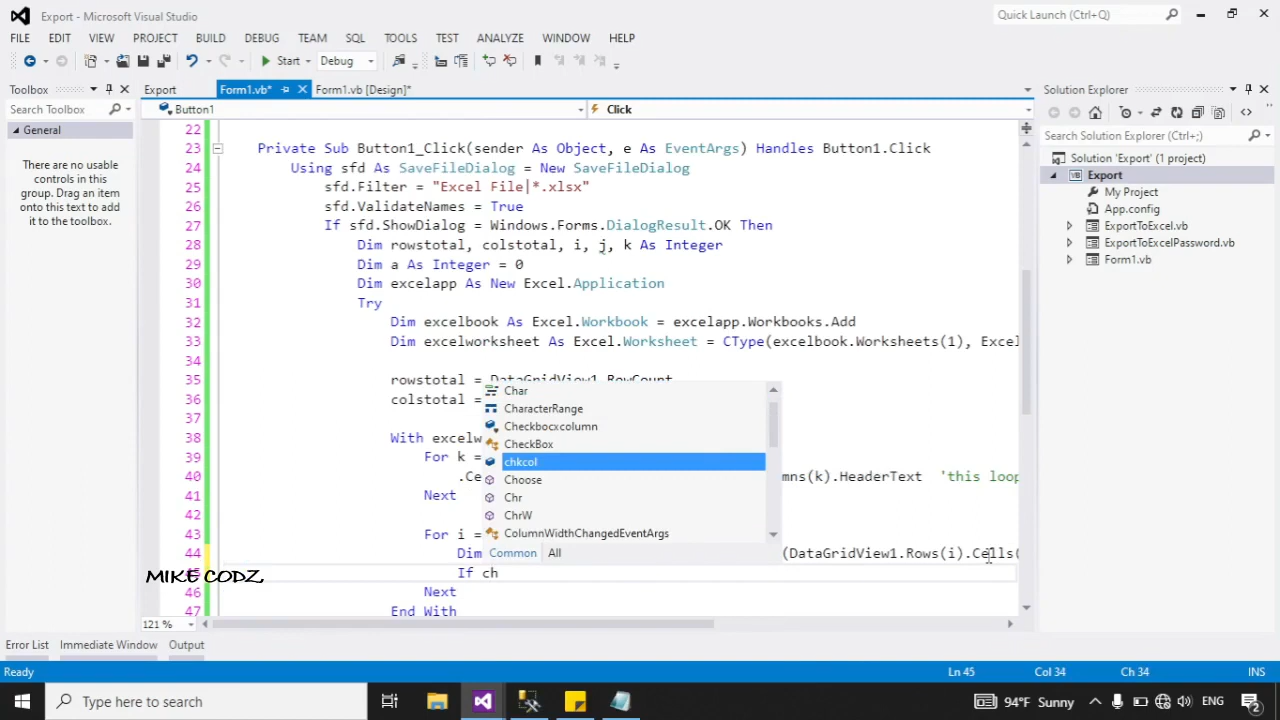 Export - Microsoft Visual Studio
Quick Launch (Ctrl+Q)
FILE EDIT VIEW PROJECT BUILD DEBUG TEAM SQL TOOLS TEST ANALYZE WINDOW HELP
Start Debug
Toolbox
Export Form1.vb* Form1.vb [Design]*
Solution Explorer
Search Toolbox
Button1 Click
General
There are no usable
controls in this
group. Drag an item
onto this text to add
it to the toolbox.
22
23 Private Sub Button1_Click(sender As Object, e As EventArgs) Handles Button1.Click
24 Using sfd As SaveFileDialog = New SaveFileDialog
25 sfd.Filter = "Excel File|*.xlsx"
26 sfd.ValidateNames = True
27 If sfd.ShowDialog = Windows.Forms.DialogResult.OK Then
28 Dim rowstotal, colstotal, i, j, k As Integer
29 Dim a As Integer = 0
30 Dim excelapp As New Excel.Application
31 Try
32 Dim excelbook As Excel.Workbook = excelapp.Workbooks.Add
33 Dim excelworksheet As Excel.Worksheet = CType(excelbook.Worksheets(1), Exce
34
35 rowstotal = DataGridView1.RowCount
36 colstotal =
37
38 With excelw
39 For k =
40 .Ce mns(k).HeaderText 'this loop
41 Next
42
43 For i =
44 Dim (DataGridView1.Rows(i).Cells(
If ch
46 Next
47 End With
Char
CharacterRange
Checkbocxcolumn
CheckBox
chkcol
Choose
Chr
ChrW
ColumnWidthChangedEventArgs
Common All
MIKE CODZ,
121 %
Search Solution Explorer (Ctrl+;)
Solution 'Export' (1 project)
Export
My Project
App.config
ExportToExcel.vb
ExportToExcelPassword.vb
Form1.vb
Error List Immediate Window Output
Ready Ln 45 Col 34 Ch 34 INS
Type here to search
94°F Sunny
ENG
2